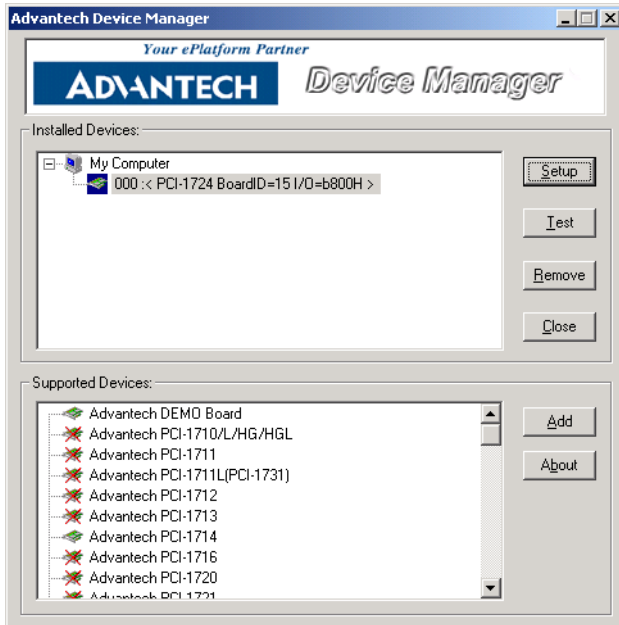 Advantech Device Manager
Your ePlatform Partner
ADVANTECH Device Manager
Installed Devices:
My Computer
000 :< PCI-1724 BoardID=15 I/O=b800H >
Setup
Test
Remove
Close
Supported Devices:
Advantech DEMO Board
Advantech PCI-1710/L/HG/HGL
Advantech PCI-1711
Advantech PCI-1711L(PCI-1731)
Advantech PCI-1712
Advantech PCI-1713
Advantech PCI-1714
Advantech PCI-1716
Advantech PCI-1720
Advantech PCI-1721
Add
About